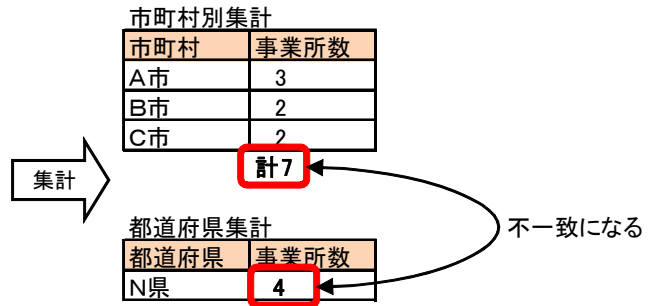 市町村別集計
市町村 事業所数
A市 3
B市 2
C市 2
計7
集計
不一致になる
都道府県集計
都道府県 事業所数
N県 4